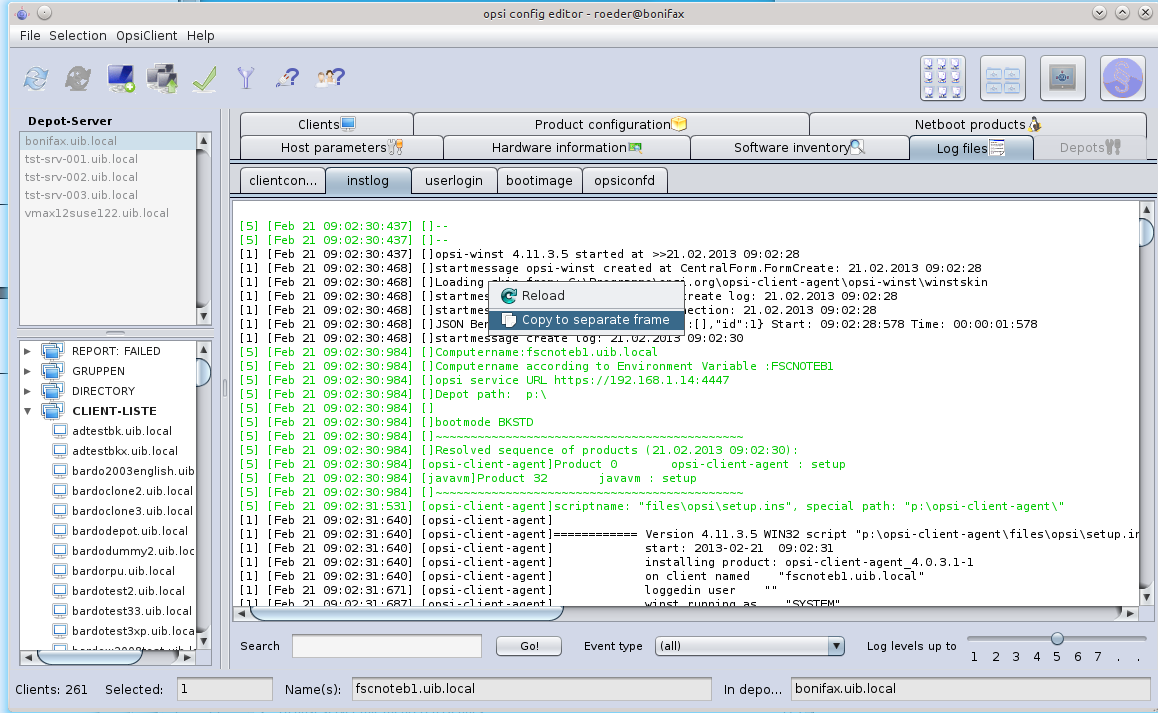 opsi config editor - roeder@bonifax
File Selection OpsiClient Help
Depot-Server
bonifax.uib.local
tst-srv-001.uib.local
tst-srv-002.uib.local
tst-srv-003.uib.local
vmax12suse122.uib.local
REPORT: FAILED
GRUPPEN
DIRECTORY
CLIENT-LISTE
adtestbk.uib.local
adtestbkx.uib.local
bardo2003english.uib
bardoclone2.uib.local
bardoclone3.uib.local
bardodepot.uib.local
bardodummy2.uib.loc
bardorpu.uib.local
bardotest2.uib.local
bardotest33.uib.local
bardotest3xp.uib.loca
Clients Product configuration Netboot products
Host parameters Hardware information Software inventory Log files Depots
clientcon... instlog userlogin bootimage opsiconfd
[5] [Feb 21 09:02:30:437] []--
[5] [Feb 21 09:02:30:437] []--
[1] [Feb 21 09:02:30:437] []opsi-winst 4.11.3.5 started at >>21.02.2013 09:02:28
[1] [Feb 21 09:02:30:468] []startmessage opsi-winst created at CentralForm.FormCreate: 21.02.2013 09:02:28
[1] [Feb 21 09:02:30:468] []Loading opsi.org\opsi-client-agent\opsi-winst\winstskin
[1] [Feb 21 09:02:30:468] []startmes create log: 21.02.2013 09:02:28
[1] [Feb 21 09:02:30:468] []startmes nection: 21.02.2013 09:02:28
[1] [Feb 21 09:02:30:468] []JSON Ben :[],"id":1} Start: 09:02:28:578 Time: 00:00:01:578
[1] [Feb 21 09:02:30:468] []startmessage create log: 21.02.2013 09:02:30
Reload
Copy to separate frame
[5] [Feb 21 09:02:30:984] []Computername:fscnoteb1.uib.local
[5] [Feb 21 09:02:30:984] []Computername according to Environment Variable :FSCNOTEB1
[5] [Feb 21 09:02:30:984] []opsi service URL https://192.168.1.14:4447
[5] [Feb 21 09:02:30:984] []Depot path: p:\
[5] [Feb 21 09:02:30:984] []
[5] [Feb 21 09:02:30:984] []bootmode BKSTD
[5] [Feb 21 09:02:30:984] []~~~~~~~~~~~~~~~~~~~~~~~~~~~~~~~~~~~~~~~~~~~~
[5] [Feb 21 09:02:30:984] []Resolved sequence of products (21.02.2013 09:02:30):
[5] [Feb 21 09:02:30:984] [opsi-client-agent]Product 0 opsi-client-agent : setup
[5] [Feb 21 09:02:30:984] [javavm]Product 32 javavm : setup
[5] [Feb 21 09:02:30:984] []~~~~~~~~~~~~~~~~~~~~~~~~~~~~~~~~~~~~~~~~~~~~
[5] [Feb 21 09:02:31:531] [opsi-client-agent]scriptname: "files\opsi\setup.ins", special path: "p:\opsi-client-agent\"
[1] [Feb 21 09:02:31:640] [opsi-client-agent]
[1] [Feb 21 09:02:31:640] [opsi-client-agent]============ Version 4.11.3.5 WIN32 script "p:\opsi-client-agent\files\opsi\setup.in
[1] [Feb 21 09:02:31:640] [opsi-client-agent] start: 2013-02-21 09:02:31
[1] [Feb 21 09:02:31:640] [opsi-client-agent] installing product: opsi-client-agent_4.0.3.1-1
[1] [Feb 21 09:02:31:640] [opsi-client-agent] on client named "fscnoteb1.uib.local"
[1] [Feb 21 09:02:31:671] [opsi-client-agent] loggedin user ""
[1] [Feb 21 09:02:31:687] [opsi-client-agent] winst running as "SYSTEM"
Search Go! Event type (all) Log levels up to 1 2 3 4 5 6 7 . .
Clients: 261 Selected: 1 Name(s): fscnoteb1.uib.local In depo... bonifax.uib.local